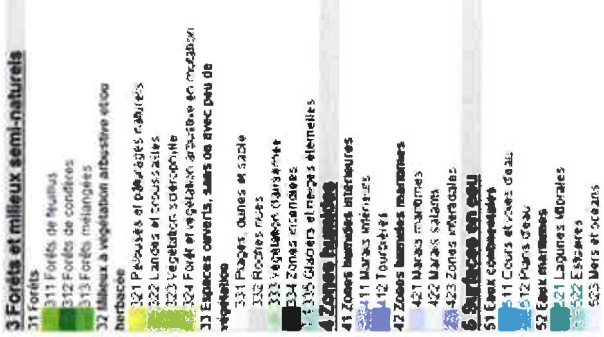 3 Forêts et milieux semi-naturels
31 Forêts
311 Forêts de feuillus
312 Forêts de conifères
313 Forêts mélangées
32 Milieux à végétation arbustive et/ou
herbacée
321 Pelouses et pâturages naturels
322 Landes et broussailles
323 Végétation sclérophylle
324 Forêt et végétation arbustive en mutation
33 Espaces ouverts, sans ou avec peu de
végétation
331 Plages, dunes et sable
332 Roches nues
333 Végétation clairsemée
334 Zones incendiées
335 Glaciers et neiges éternelles
4 Zones humides
41 Zones humides intérieures
411 Marais intérieurs
412 Tourbières
42 Zones humides maritimes
421 Marais maritimes
422 Marais salants
423 Zones intertidales
5 Surfaces en eau
51 Eaux continentales
511 Cours et voies d'eau
512 Plans d'eau
52 Eaux maritimes
521 Lagunes littorales
522 Estuaires
523 Mers et océans